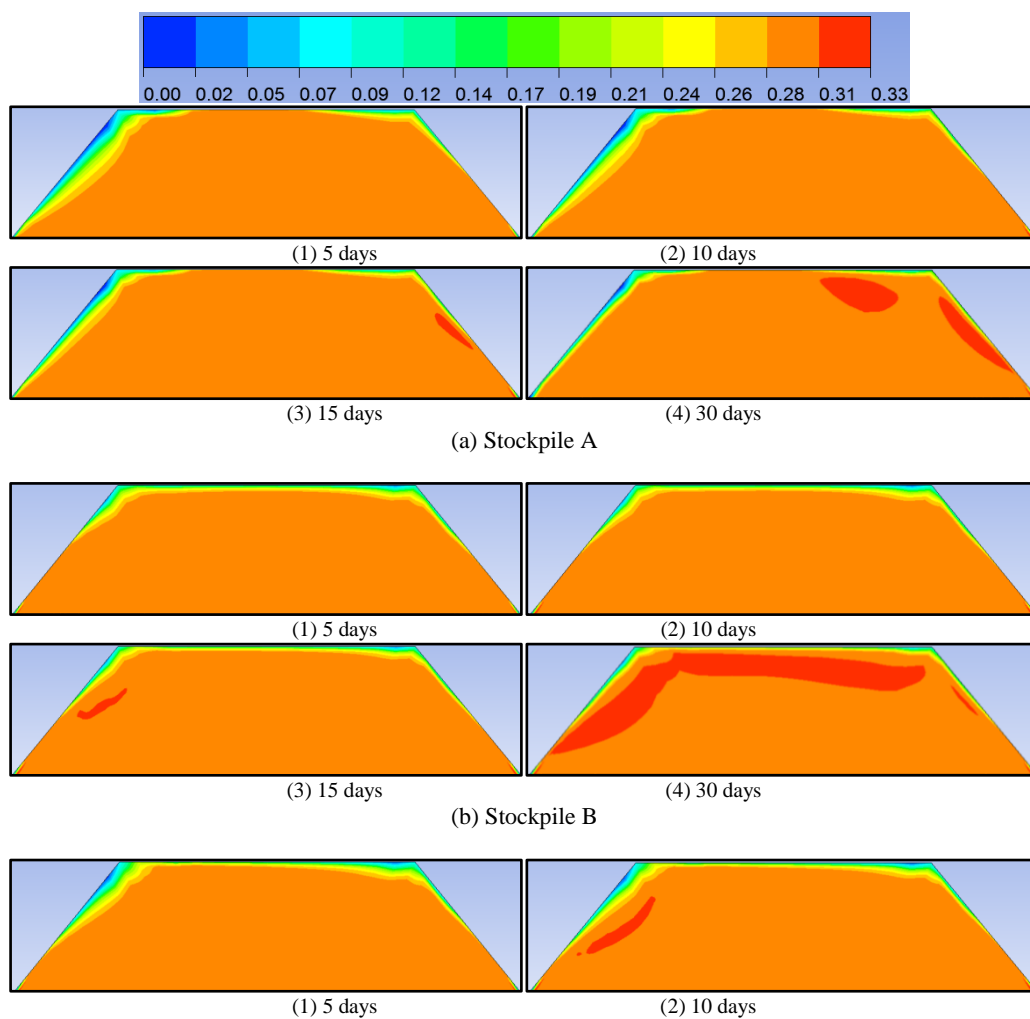 0.00 0.02 0.05 0.07 0.09 0.12 0.14 0.17 0.19 0.21 0.24 0.26 0.28 0.31 0.33
(1) 5 days (2) 10 days
(3) 15 days (4) 30 days
(a) Stockpile A
(1) 5 days (2) 10 days
(3) 15 days (4) 30 days
(b) Stockpile B
(1) 5 days (2) 10 days